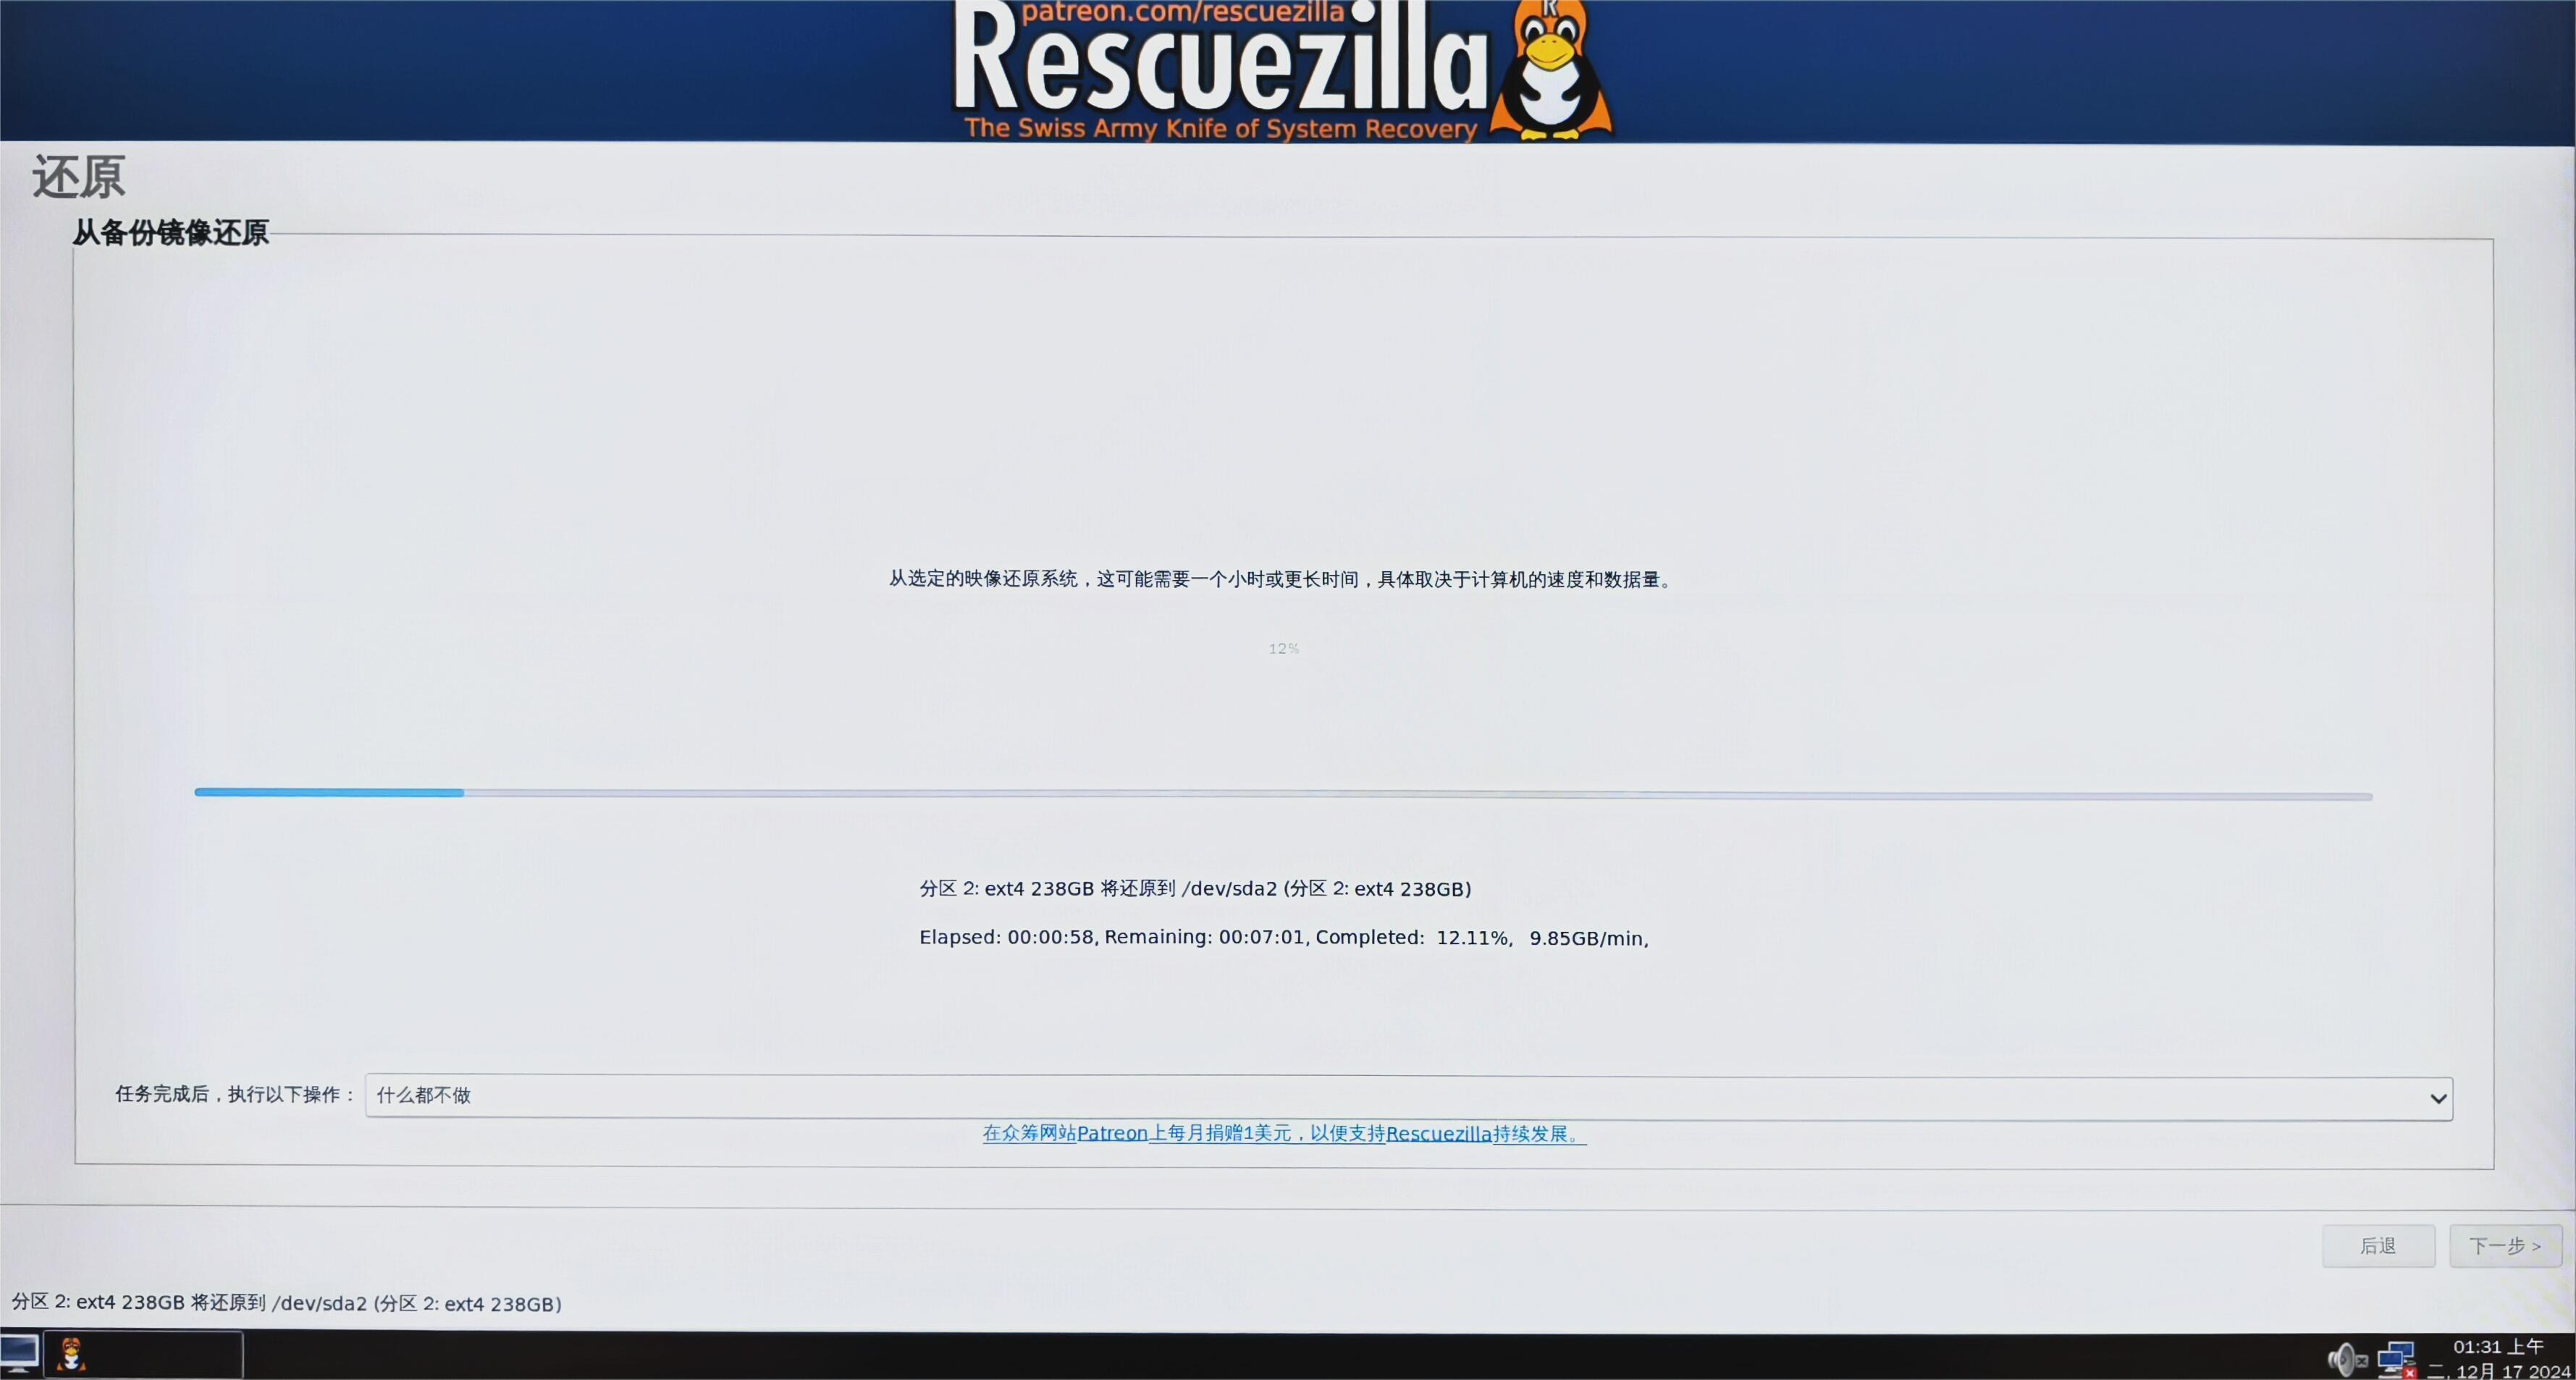 patreon.com/rescuezilla
Rescuezilla
The Swiss Army Knife of System Recovery
还原
从备份镜像还原
从选定的映像还原系统，这可能需要一个小时或更长时间，具体取决于计算机的速度和数据量。
12%
分区 2: ext4 238GB 将还原到 /dev/sda2 (分区 2: ext4 238GB)
Elapsed: 00:00:58, Remaining: 00:07:01, Completed: 12.11%, 9.85GB/min,
任务完成后，执行以下操作： 什么都不做
在众筹网站Patreon上每月捐赠1美元，以便支持Rescuezilla持续发展。
后退 下一步 >
分区 2: ext4 238GB 将还原到 /dev/sda2 (分区 2: ext4 238GB)
01:31 上午
二, 12月 17 2024